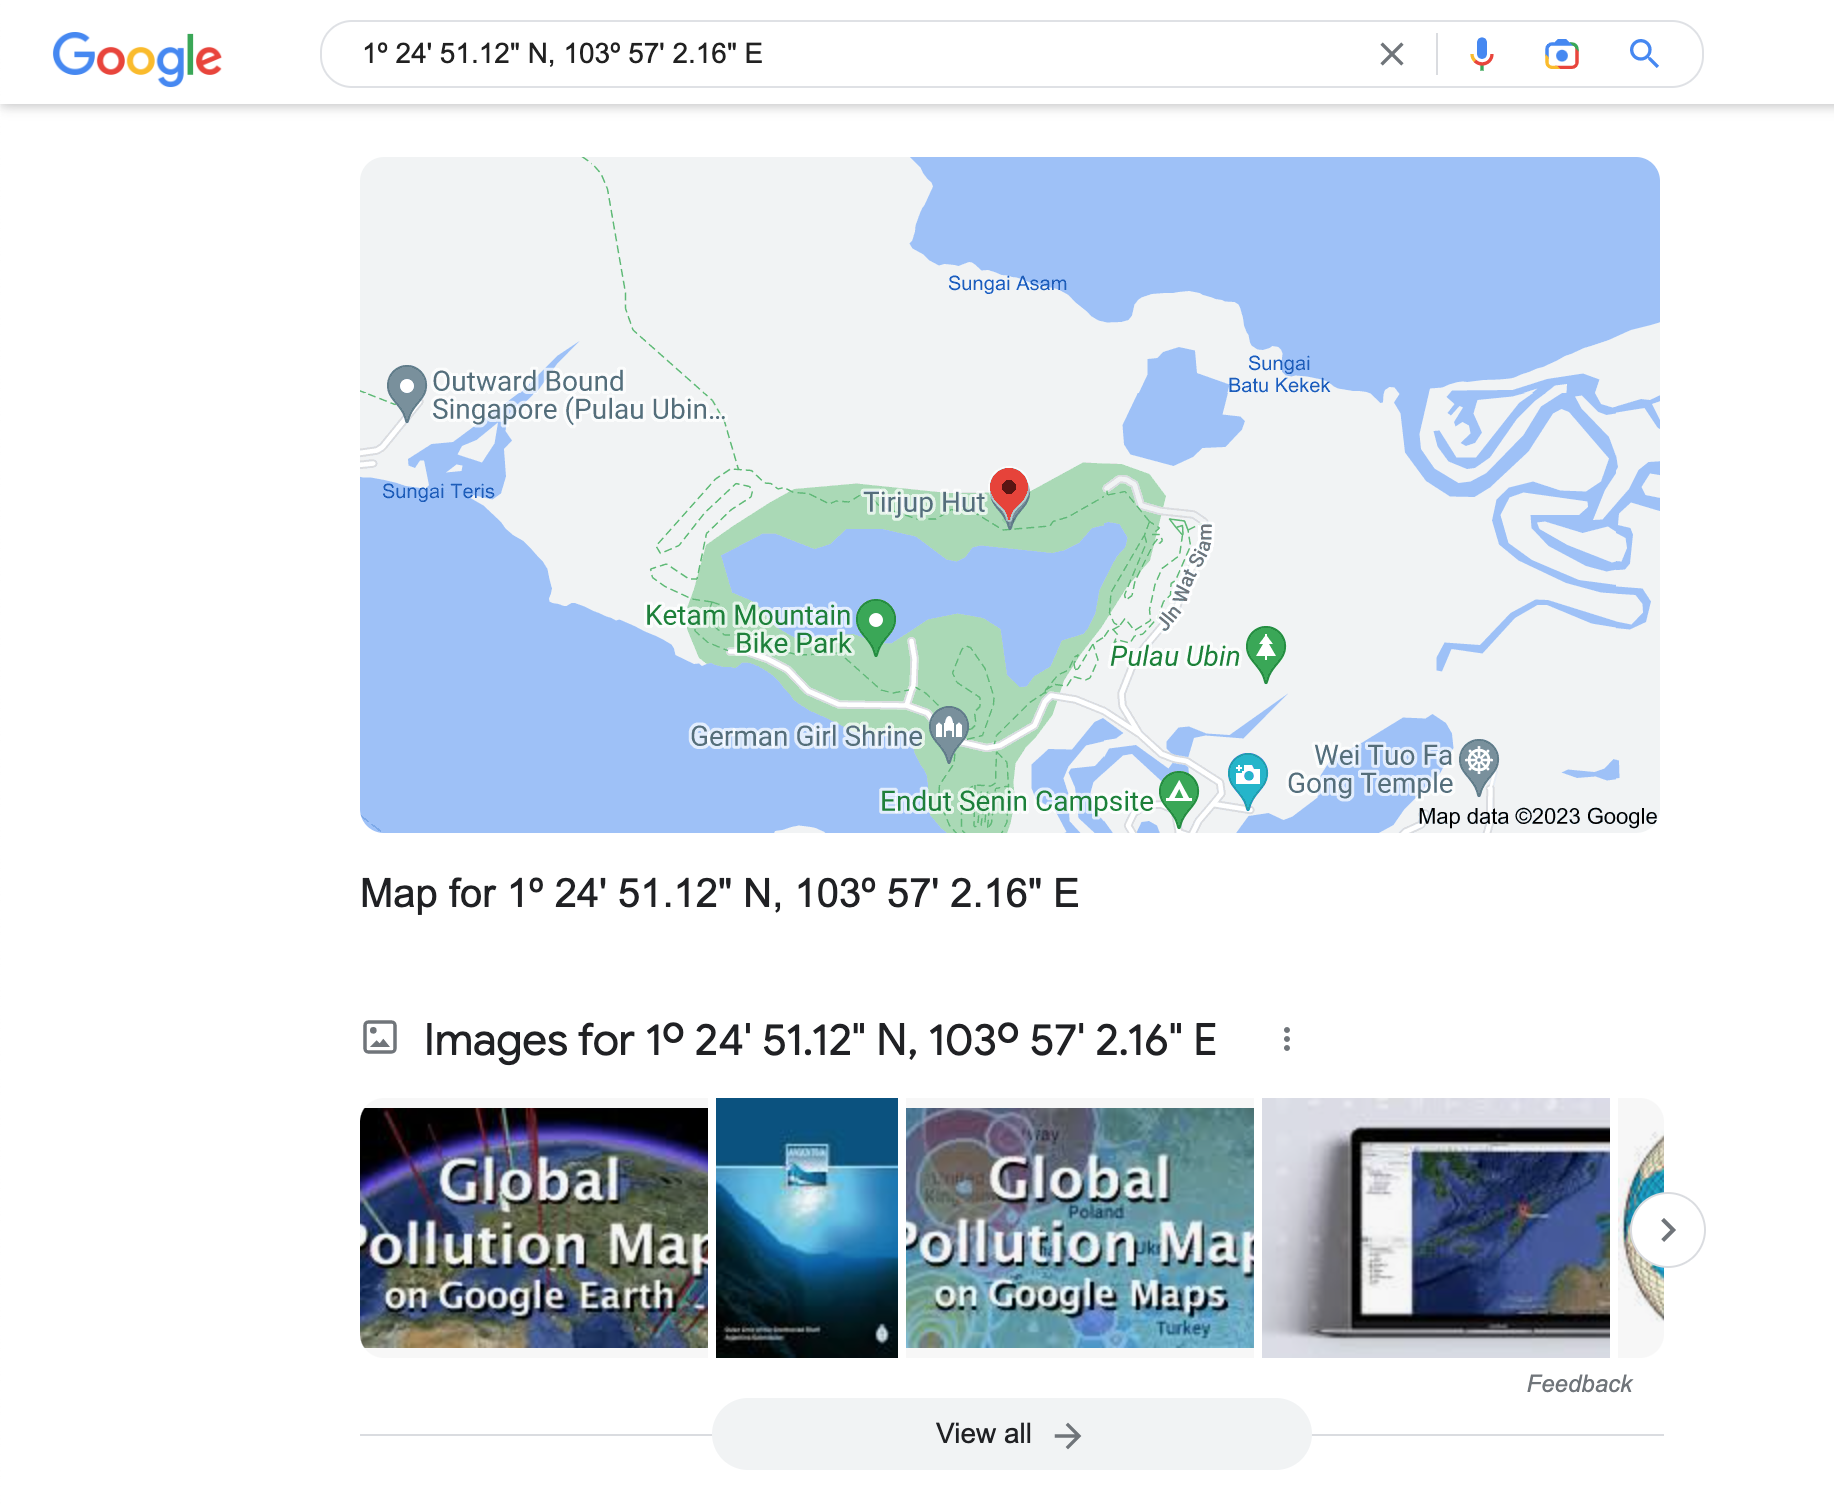 Google
1º 24' 51.12" N, 103º 57' 2.16" E
Sungai Asam
Sungai
Batu Kekek
Outward Bound
Singapore (Pulau Ubin...
Sungai Teris
Tirjup Hut
Jln Wat Siam
Ketam Mountain
Bike Park
Pulau Ubin
German Girl Shrine
Wei Tuo Fa
Gong Temple
Endut Senin Campsite
Map data ©2023 Google
Map for 1º 24' 51.12" N, 103º 57' 2.16" E
Images for 1º 24' 51.12" N, 103º 57' 2.16" E
Global
Pollution Map
on Google Earth
Global
Pollution Map
on Google Maps
Poland
Turkey
Feedback
View all